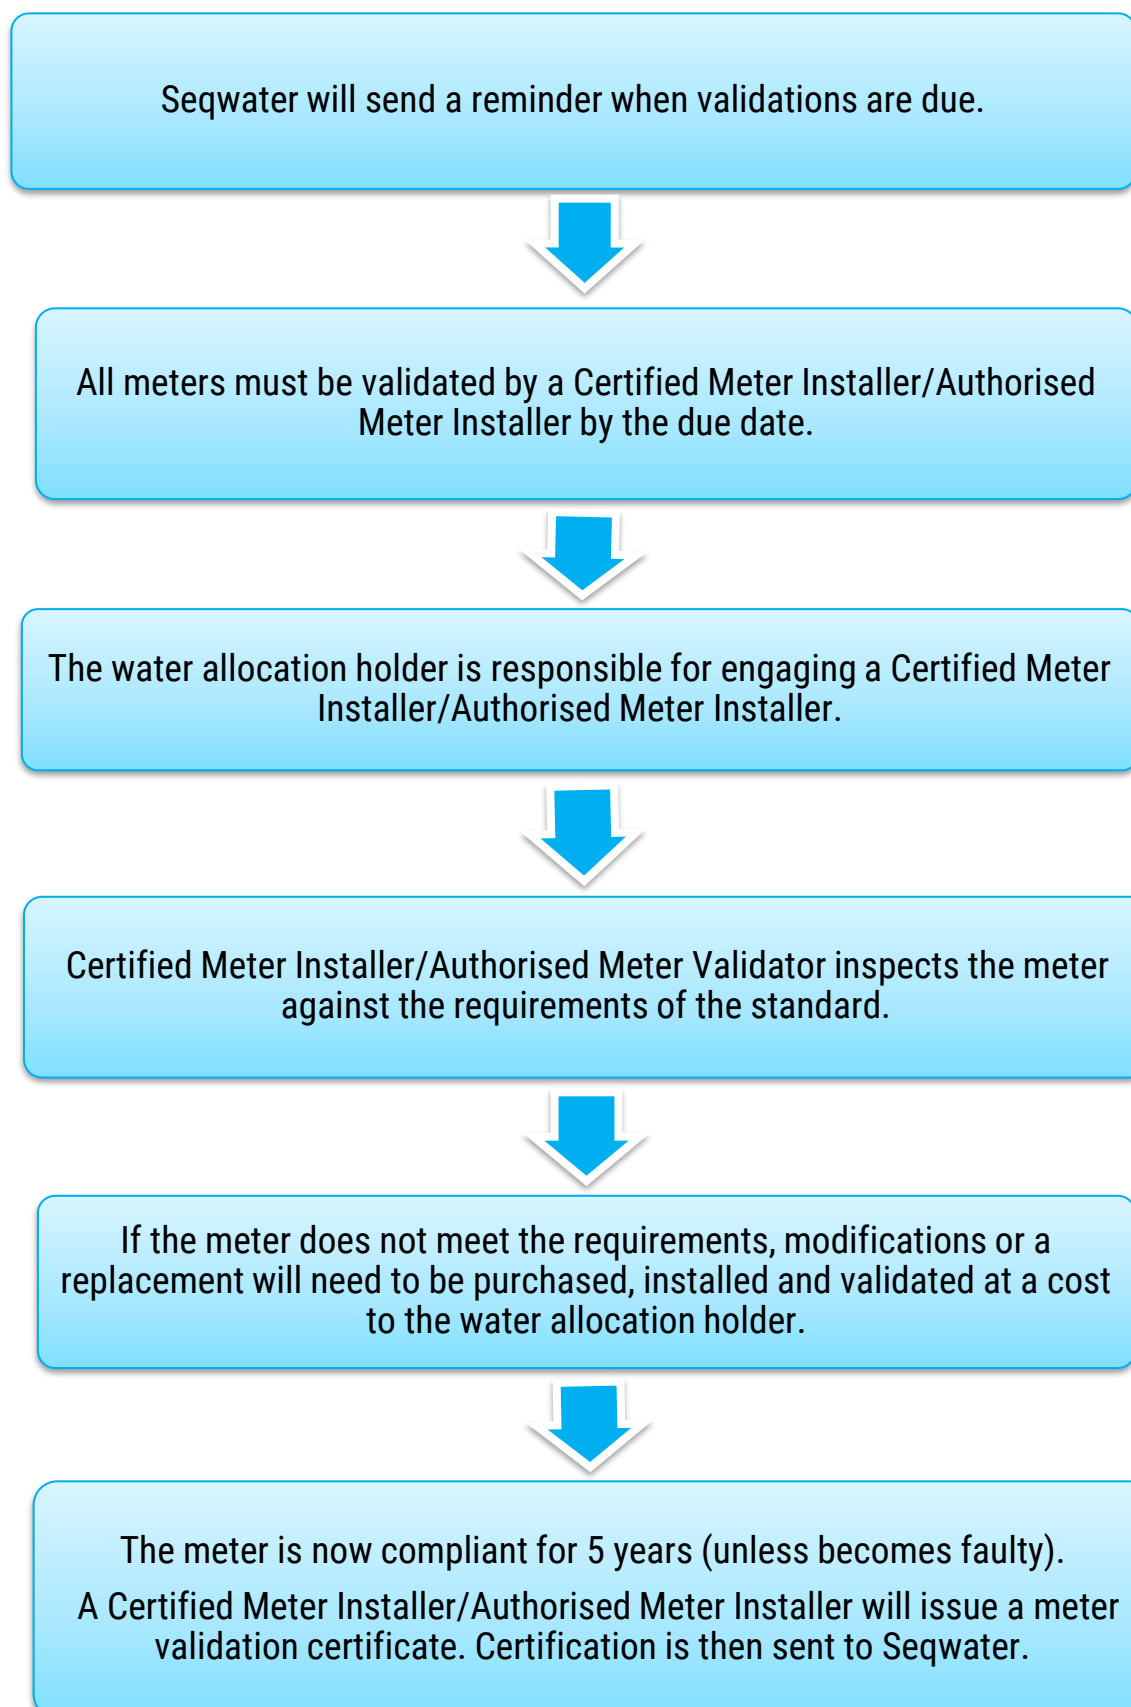 Seqwater will send a reminder when validations are due.
All meters must be validated by a Certified Meter Installer/Authorised
Meter Installer by the due date.
The water allocation holder is responsible for engaging a Certified Meter
Installer/Authorised Meter Installer.
Certified Meter Installer/Authorised Meter Validator inspects the meter
against the requirements of the standard.
If the meter does not meet the requirements, modifications or a
replacement will need to be purchased, installed and validated at a cost
to the water allocation holder.
The meter is now compliant for 5 years (unless becomes faulty).
A Certified Meter Installer/Authorised Meter Installer will issue a meter
validation certificate. Certification is then sent to Seqwater.